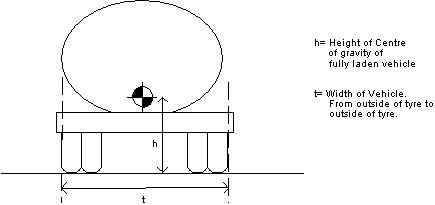 h= Height of Centre
of gravity of
fully laden vehicle
t= Width of Vehicle.
From outside of tyre to
outside of tyre.
h
t